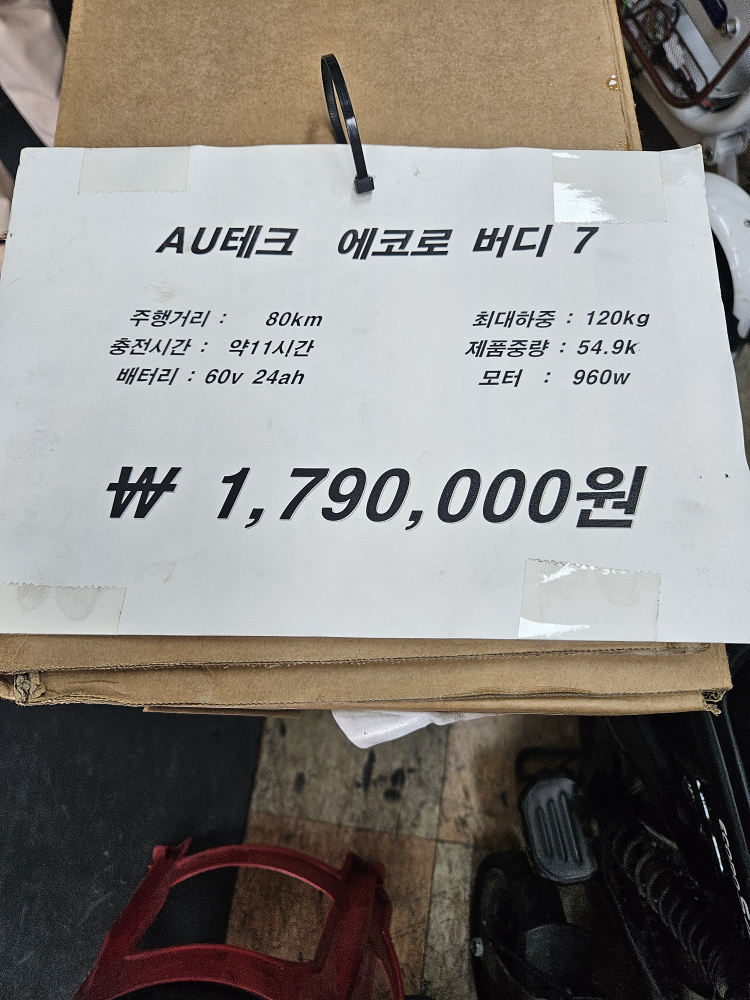 AU테크 에코로 버디 7
주행거리 : 80km
최대하중 : 120kg
충전시간 : 약11시간
제품중량 : 54.9k
배터리 : 60v 24ah
모터 : 960w
₩ 1,790,000원